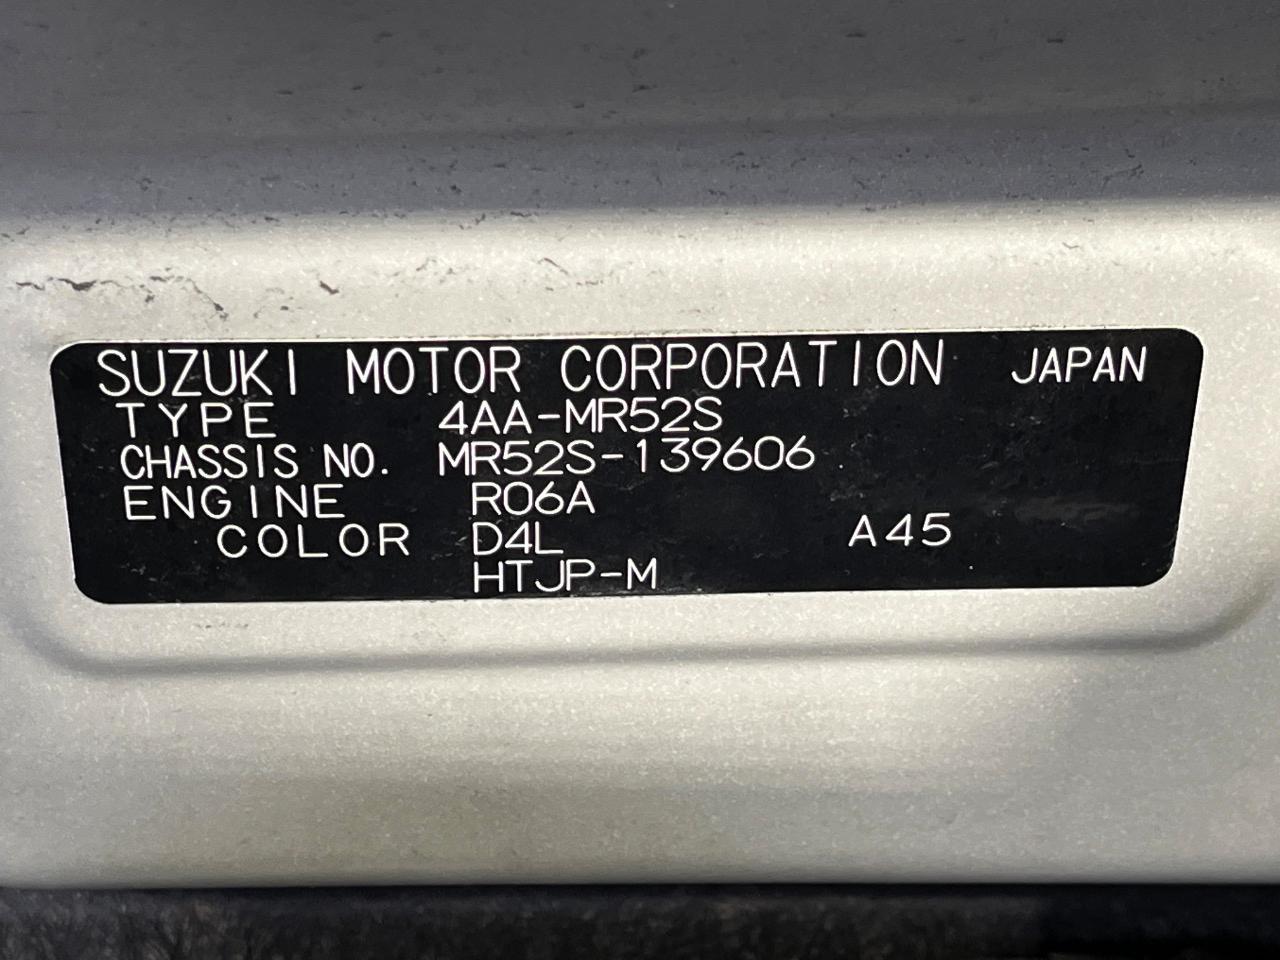 SUZUKI MOTOR CORPORATION JAPAN
TYPE 4AA-MR52S
CHASSIS NO. MR52S-139606
ENGINE R06A
COLOR D4L A45
HTJP-M